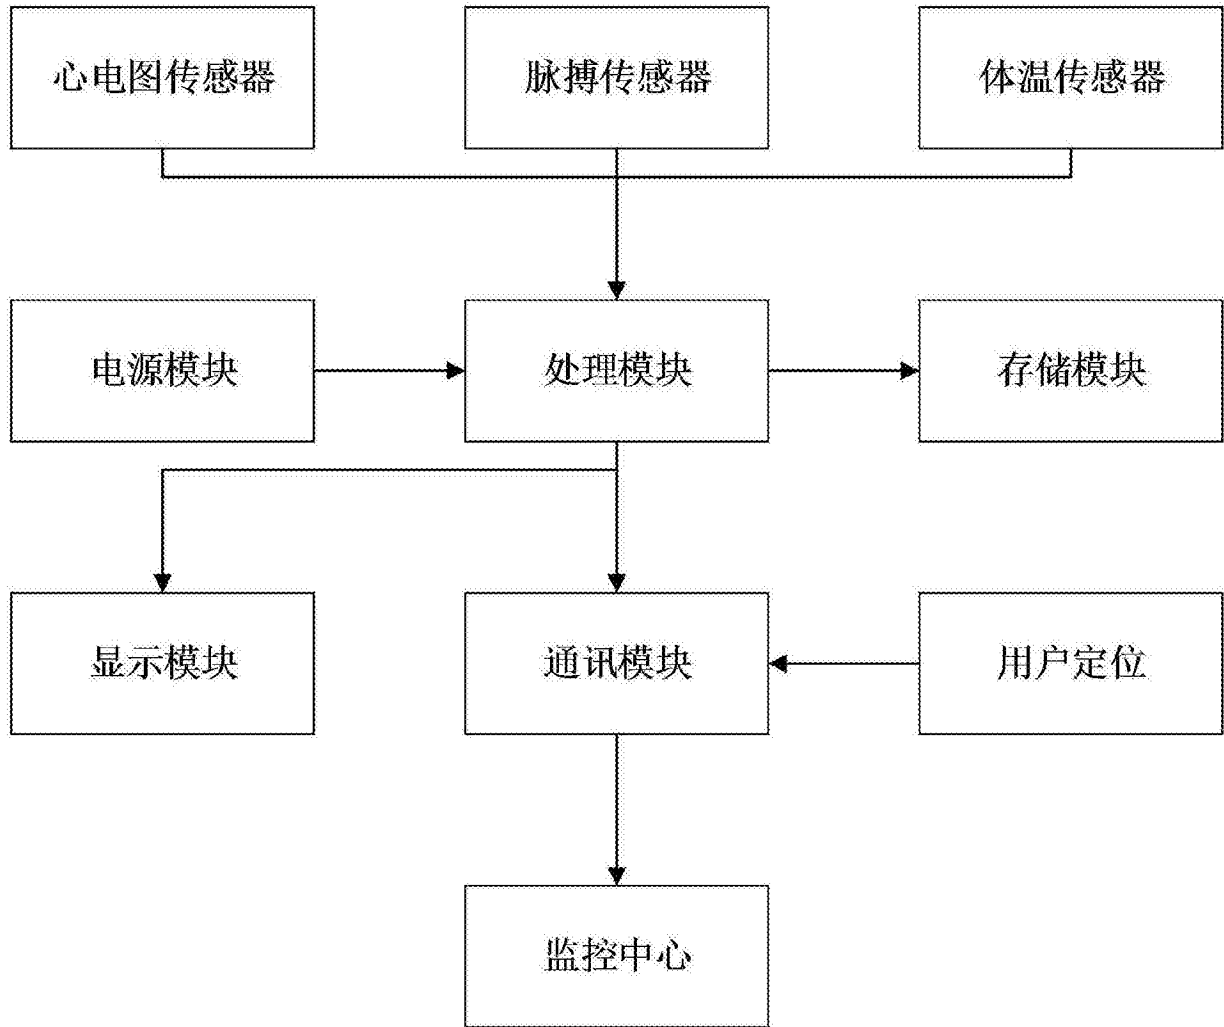 心电图传感器
脉搏传感器
体温传感器
电源模块
处理模块
存储模块
显示模块
通讯模块
用户定位
监控中心